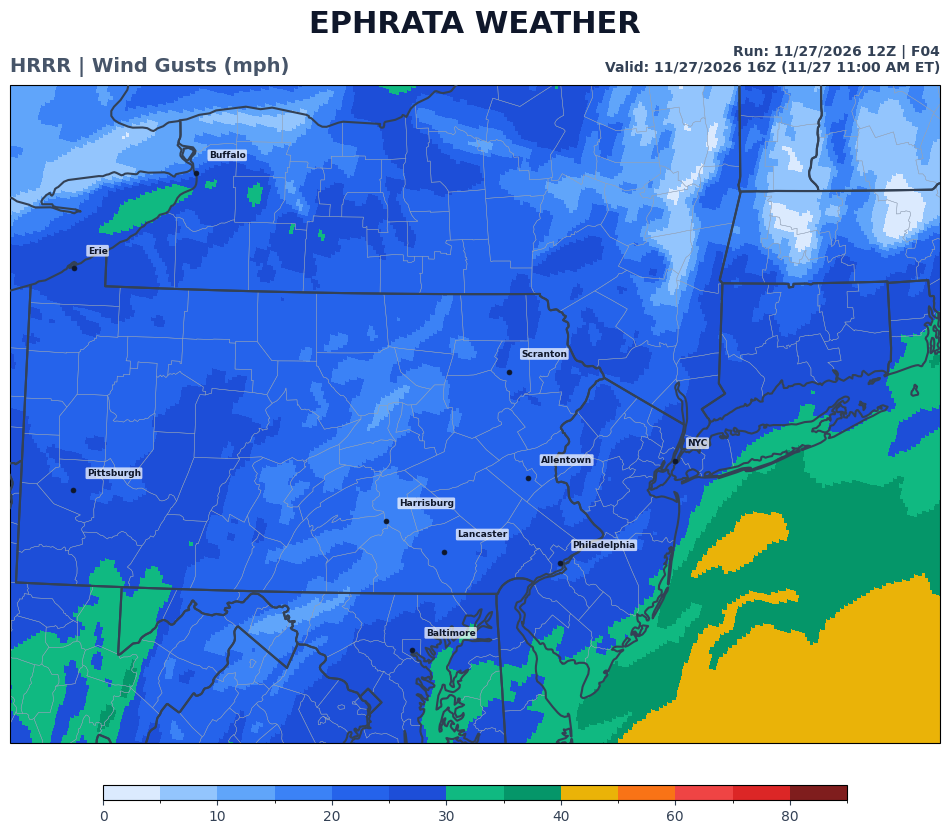 EPHRATA WEATHER
HRRR | Wind Gusts (mph)
Run: 11/27/2026 12Z | F04
Valid: 11/27/2026 16Z (11/27 11:00 AM ET)
Buffalo
Erie
Scranton
NYC
Allentown
Pittsburgh
Harrisburg
Lancaster
Philadelphia
Baltimore
0 10 20 30 40 50 60 70 80